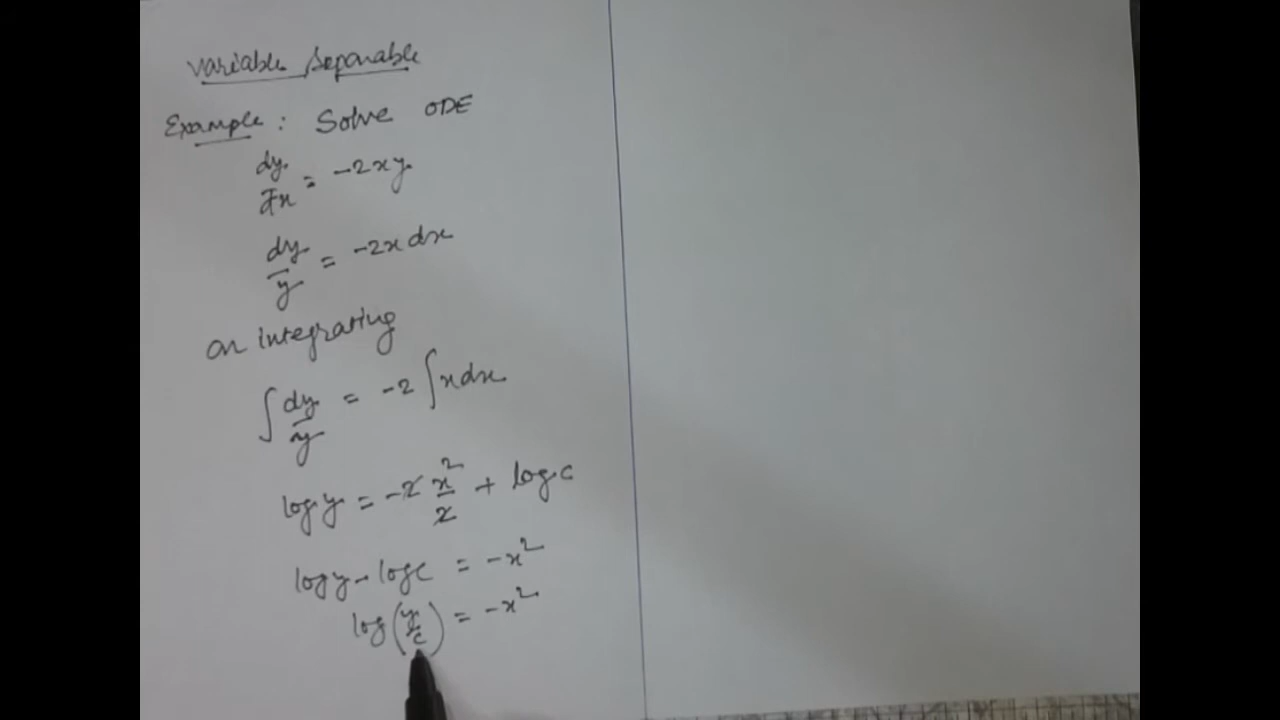 Variable Separable
Example: Solve ODE
dy/dx = -2xy
dy/y = -2x dx
on integrating
∫ dy/y = -2 ∫ x dx
log y = -2 x²/2 + log c
log y - log c = -x²
log (y/c) = -x²